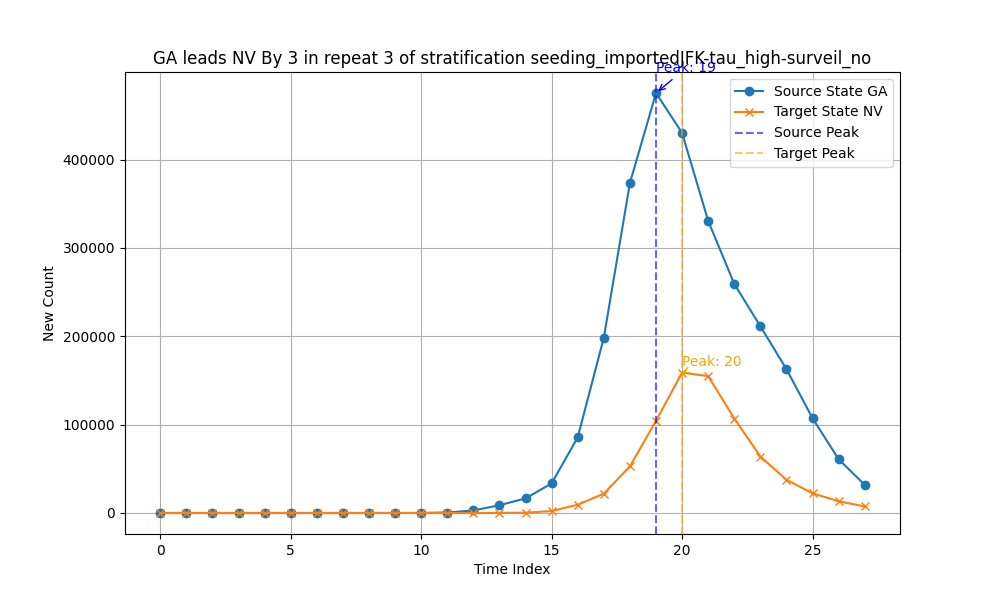 GA leads NV By 3 in repeat 3 of stratification seeding_importedJFK-tau_high-surveil_no
Peak: 19
Source State GA
Target State NV
Source Peak
Target Peak
400000
300000
200000
100000
0
New Count
Peak: 20
0 5 10 15 20 25
Time Index